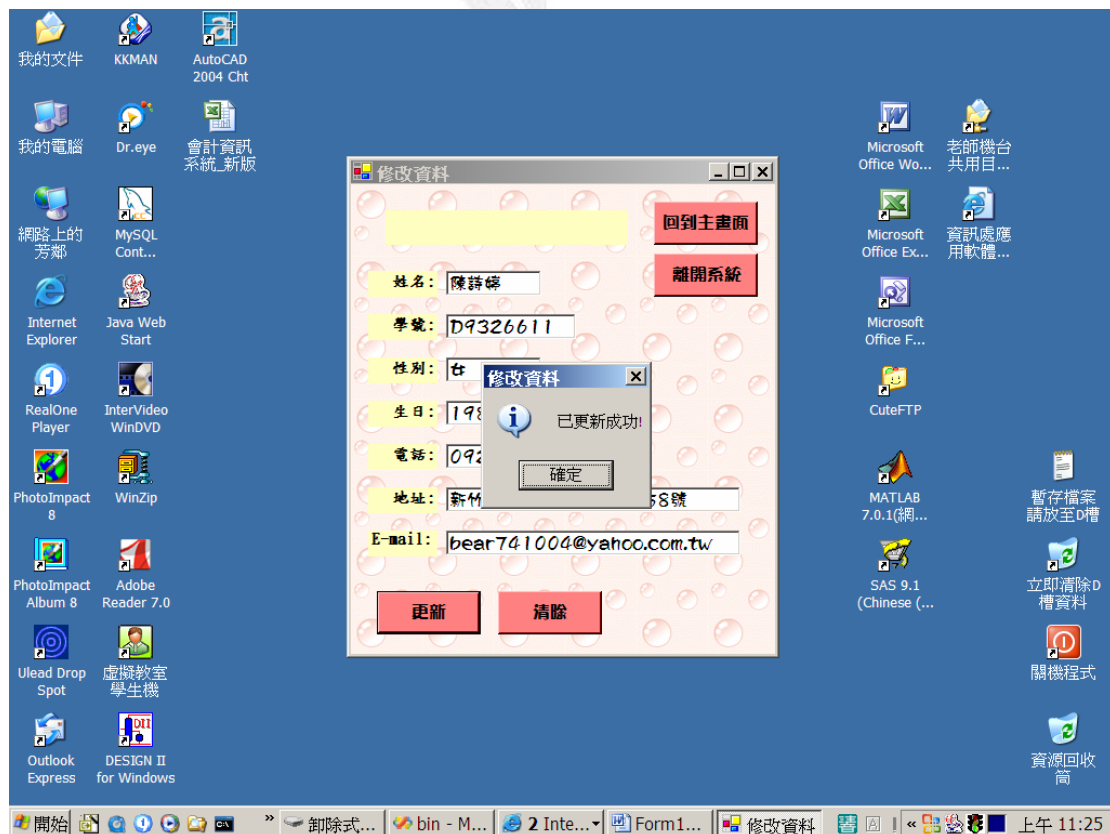 我的文件
KKMAN
AutoCAD
2004 Cht
我的電腦
Dr.eye
會計資訊
系統_新版
網路上的
芳鄰
MySQL
Cont...
Internet
Explorer
Java Web
Start
RealOne
Player
InterVideo
WinDVD
PhotoImpact
8
WinZip
PhotoImpact
Album 8
Adobe
Reader 7.0
Ulead Drop
Spot
虛擬教室
學生機
Outlook
Express
DESIGN II
for Windows
Microsoft
Office Wo...
老師機台
共用目...
Microsoft
Office Ex...
資訊處應
用軟體...
Microsoft
Office F...
CuteFTP
MATLAB
7.0.1(網...
暫存檔案
請放至D槽
SAS 9.1
(Chinese (...
立即清除D
槽資料
關機程式
資源回收
筒
修改資料
回到主畫面
離開系統
姓名: 陳詩婷
學號: D9326611
性別: 女
生日: 198
電話: 092
地址: 新竹 58號
E-mail: bear741004@yahoo.com.tw
更新
清除
修改資料
已更新成功!
確定
開始
卸除式...
bin - M...
2 Inte...
Form1...
修改資料
上午 11:25